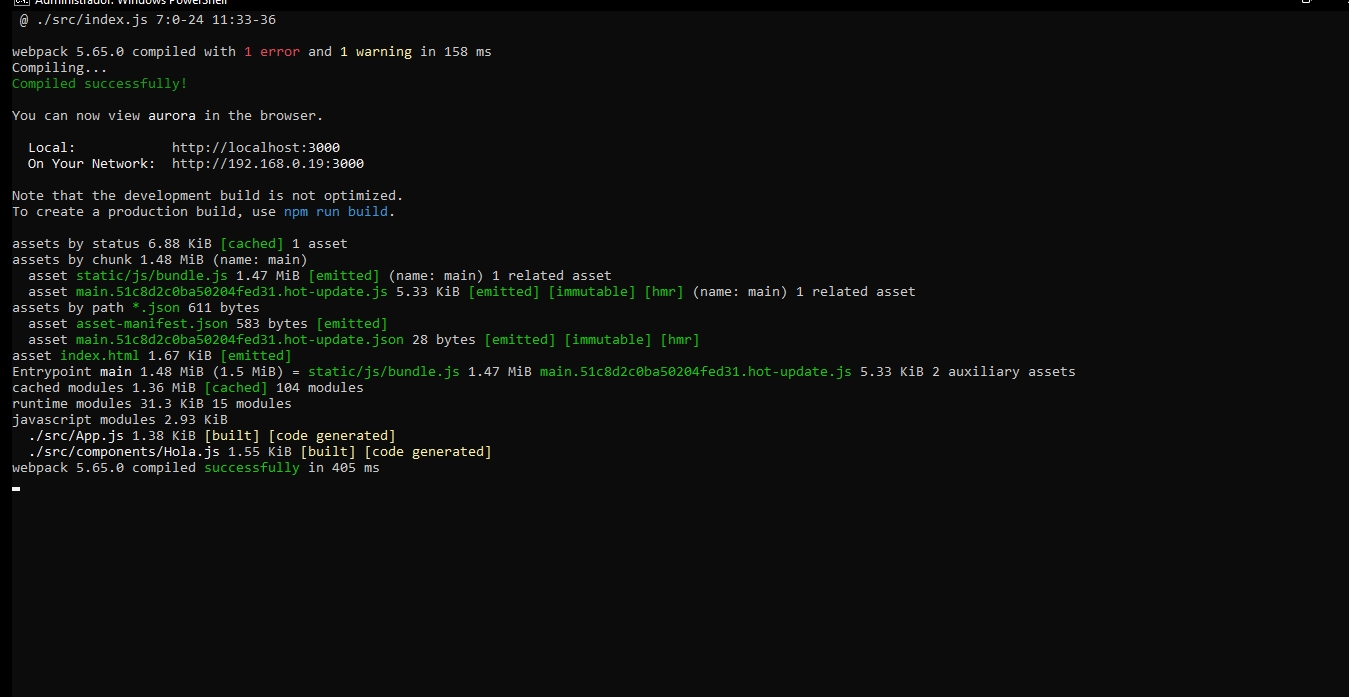 Administrador: Windows PowerShell
@ ./src/index.js 7:0-24 11:33-36
webpack 5.65.0 compiled with 1 error and 1 warning in 158 ms
Compiling...
Compiled successfully!
You can now view aurora in the browser.
Local: http://localhost:3000
On Your Network: http://192.168.0.19:3000
Note that the development build is not optimized.
To create a production build, use npm run build.
assets by status 6.88 KiB [cached] 1 asset
assets by chunk 1.48 MiB (name: main)
asset static/js/bundle.js 1.47 MiB [emitted] (name: main) 1 related asset
asset main.51c8d2c0ba50204fed31.hot-update.js 5.33 KiB [emitted] [immutable] [hmr] (name: main) 1 related asset
assets by path *.json 611 bytes
asset asset-manifest.json 583 bytes [emitted]
asset main.51c8d2c0ba50204fed31.hot-update.json 28 bytes [emitted] [immutable] [hmr]
asset index.html 1.67 KiB [emitted]
Entrypoint main 1.48 MiB (1.5 MiB) = static/js/bundle.js 1.47 MiB main.51c8d2c0ba50204fed31.hot-update.js 5.33 KiB 2 auxiliary assets
cached modules 1.36 MiB [cached] 104 modules
runtime modules 31.3 KiB 15 modules
javascript modules 2.93 KiB
./src/App.js 1.38 KiB [built] [code generated]
./src/components/Hola.js 1.55 KiB [built] [code generated]
webpack 5.65.0 compiled successfully in 405 ms